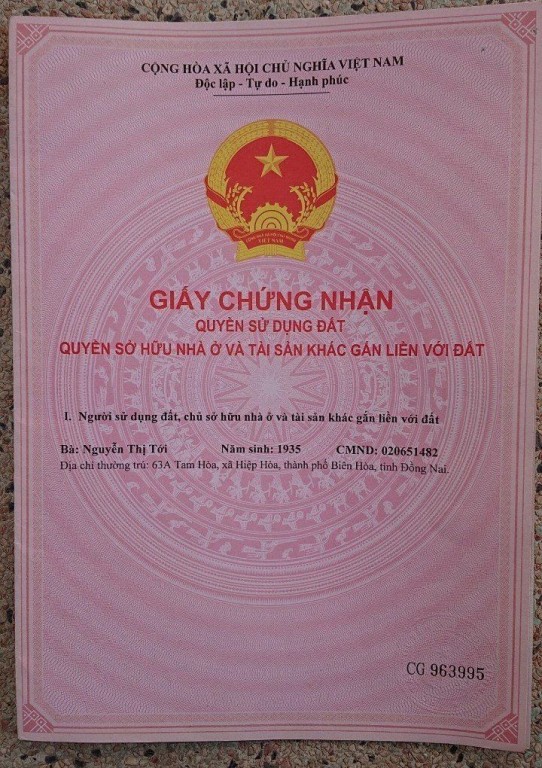 CỘNG HÒA XÃ HỘI CHỦ NGHĨA VIỆT NAM
Độc lập - Tự do - Hạnh phúc
VIỆT NAM
GIẤY CHỨNG NHẬN
QUYỀN SỬ DỤNG ĐẤT
QUYỀN SỞ HỮU NHÀ Ở VÀ TÀI SẢN KHÁC GẮN LIỀN VỚI ĐẤT
I. Người sử dụng đất, chủ sở hữu nhà ở và tài sản khác gắn liền với đất
Bà: Nguyễn Thị Tới Năm sinh: 1935 CMND: 020651482
Địa chỉ thường trú: 63A Tam Hòa, xã Hiệp Hòa, thành phố Biên Hòa, tỉnh Đồng Nai.
CG 963995